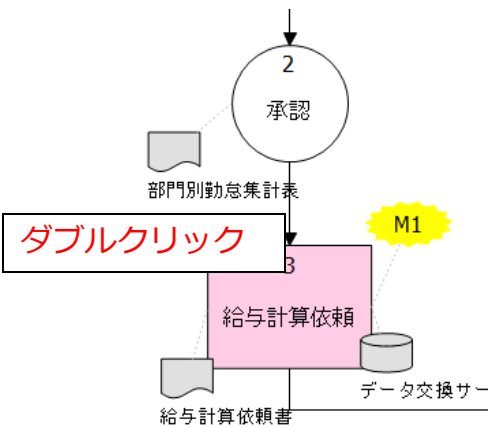 2
承認
部門別勤怠集計表
ダブルクリック
M1
3
給与計算依頼
データ交換サー
給与計算依頼書